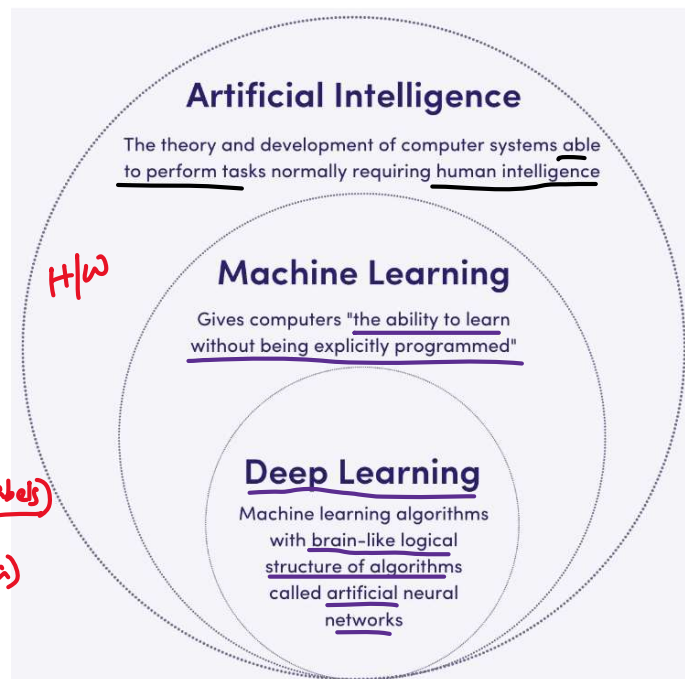 Artificial Intelligence
The theory and development of computer systems able
to perform tasks normally requiring human intelligence
H/W
Machine Learning
Gives computers "the ability to learn
without being explicitly programmed"
Deep Learning
Machine learning algorithms
with brain-like logical
structure of algorithms
called artificial neural
networks